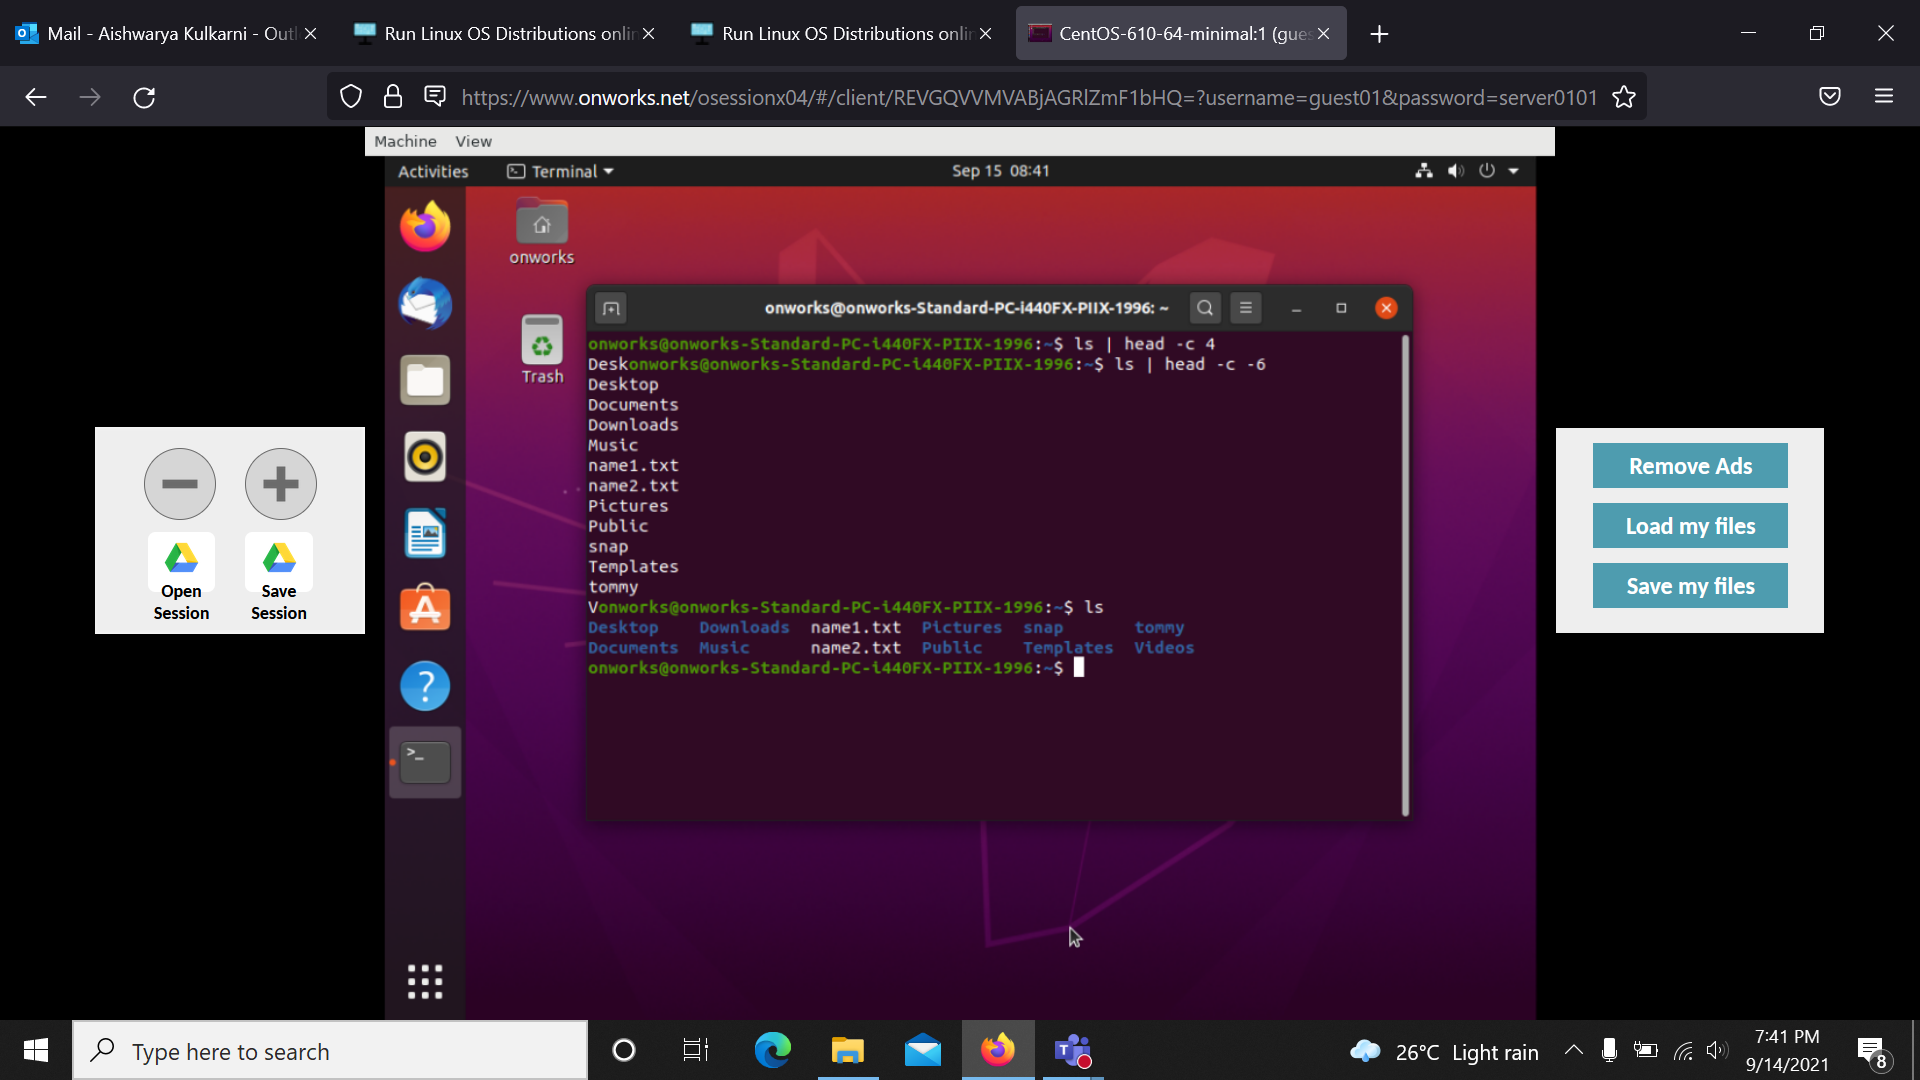 Mail - Aishwarya Kulkarni - Outl
Run Linux OS Distributions onlin
Run Linux OS Distributions onlin
CentOS-610-64-minimal:1 (gues
https://www.onworks.net/osessionx04/#/client/REVGQVVMVABjAGRlZmF1bHQ=?username=guest01&password=server0101
Machine View
Activities Terminal Sep 15 08:41
onworks
Trash
onworks@onworks-Standard-PC-i440FX-PIIX-1996: ~
onworks@onworks-Standard-PC-i440FX-PIIX-1996:~$ ls | head -c 4
Deskonworks@onworks-Standard-PC-i440FX-PIIX-1996:~$ ls | head -c -6
Desktop
Documents
Downloads
Music
name1.txt
name2.txt
Pictures
Public
snap
Templates
tommy
Vonworks@onworks-Standard-PC-i440FX-PIIX-1996:~$ ls
Desktop Downloads name1.txt Pictures snap tommy
Documents Music name2.txt Public Templates Videos
onworks@onworks-Standard-PC-i440FX-PIIX-1996:~$
Open
Session
Save
Session
Remove Ads
Load my files
Save my files
Type here to search
26°C Light rain
7:41 PM
9/14/2021
8